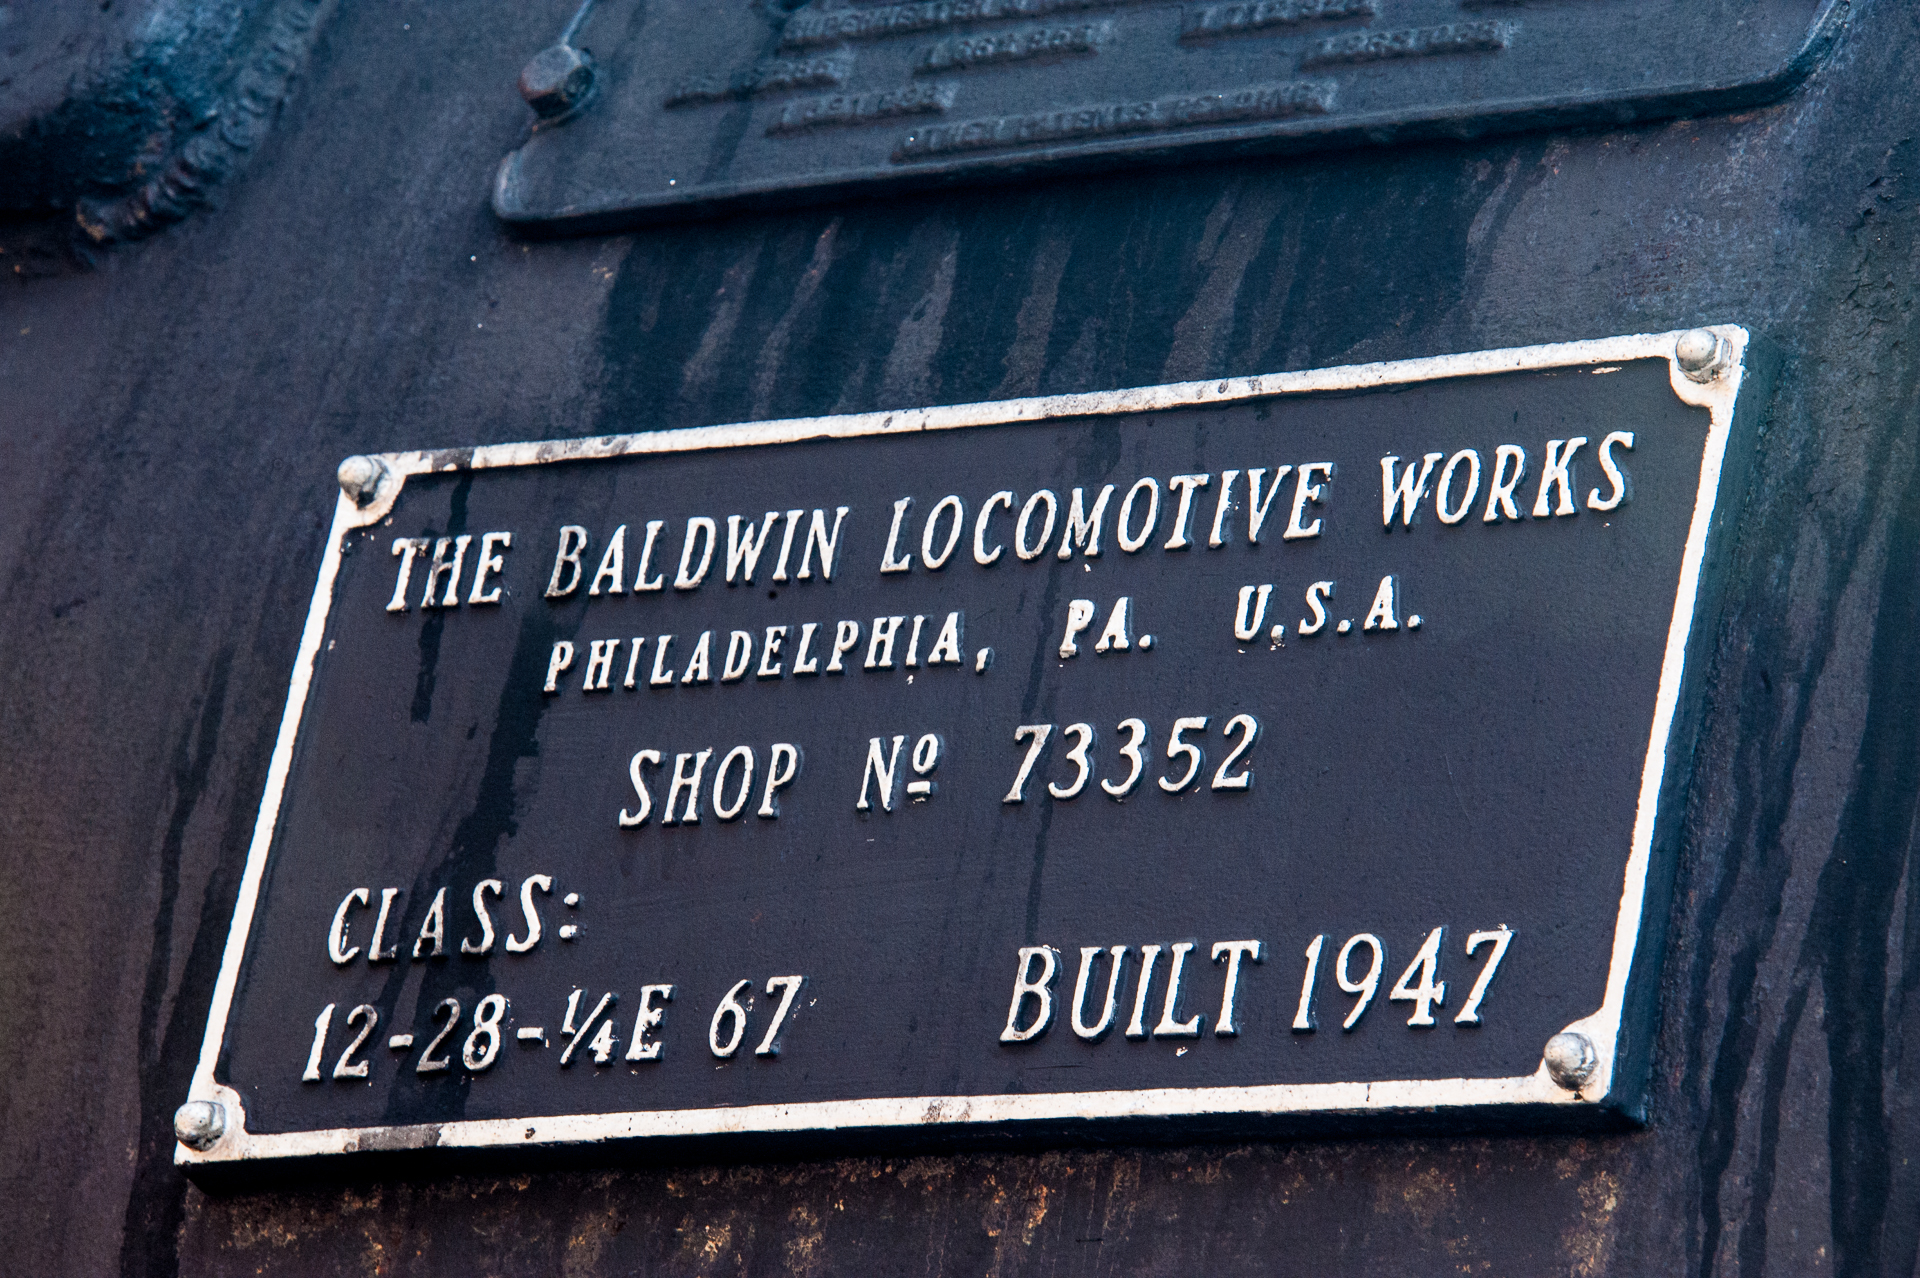 THE BALDWIN LOCOMOTIVE WORKS
PHILADELPHIA, PA. U.S.A.
SHOP Nº 73352
CLASS:
12-28-¼E 67 BUILT 1947